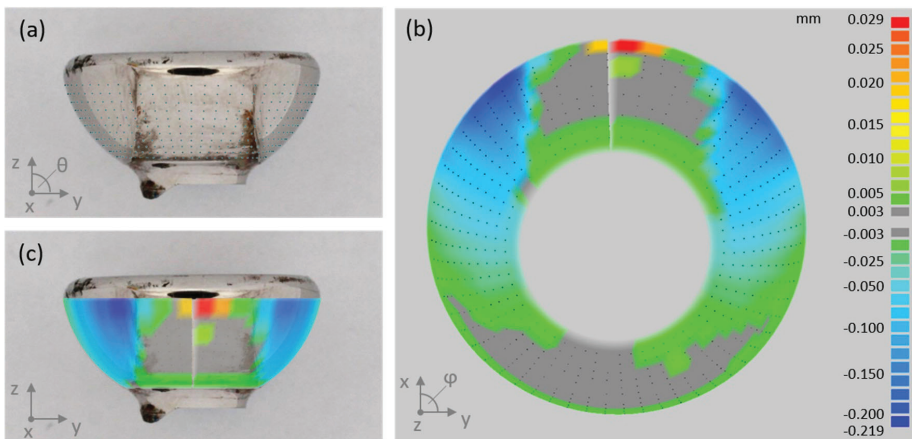 (a)
z
θ
x
y
(c)
z
x
y
(b)
x
φ
z
y
mm
0.029
0.025
0.020
0.015
0.010
0.005
0.003
-0.003
-0.025
-0.050
-0.100
-0.150
-0.200
-0.219